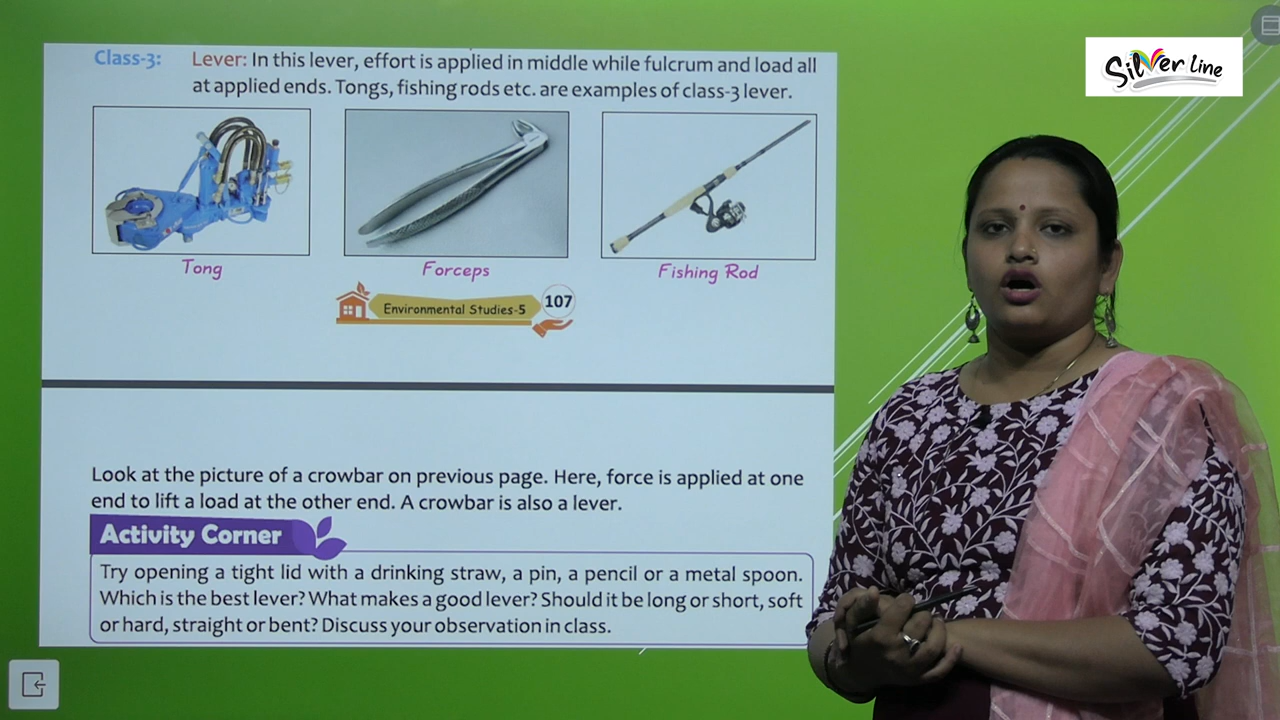 Silver Line
Class-3: Lever: In this lever, effort is applied in middle while fulcrum and load all
at applied ends. Tongs, fishing rods etc. are examples of class-3 lever.
Tong
Forceps
Fishing Rod
Environmental Studies-5
107
Look at the picture of a crowbar on previous page. Here, force is applied at one
end to lift a load at the other end. A crowbar is also a lever.
Activity Corner
Try opening a tight lid with a drinking straw, a pin, a pencil or a metal spoon.
Which is the best lever? What makes a good lever? Should it be long or short, soft
or hard, straight or bent? Discuss your observation in class.